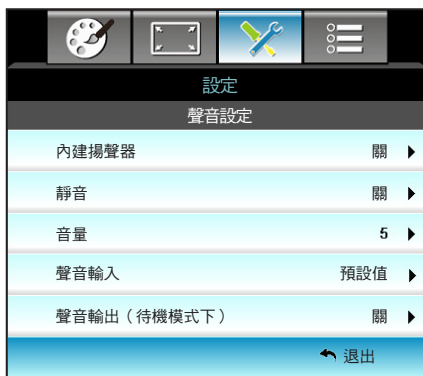 設定
聲音設定
內建揚聲器 關
靜音 關
音量 5
聲音輸入 預設值
聲音輸出（待機模式下） 關
退出